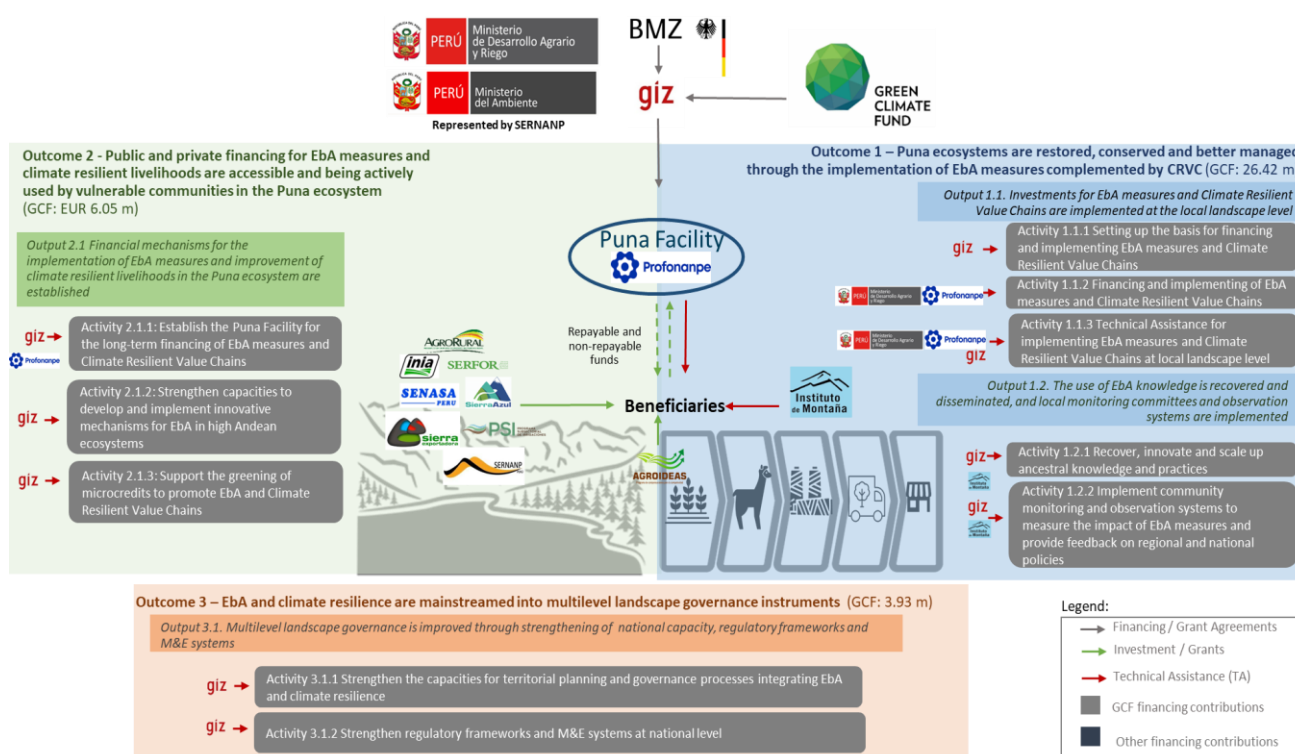 PERÚ
Ministerio
de Desarrollo Agrario
y Riego
PERÚ
Ministerio
del Ambiente
Represented by SERNANP
BMZ
giz
GREEN
CLIMATE
FUND
Outcome 2 - Public and private financing for EbA measures and
climate resilient livelihoods are accessible and being actively
used by vulnerable communities in the Puna ecosystem
(GCF: EUR 6.05 m)
Output 2.1 Financial mechanisms for the
implementation of EbA measures and improvement of
climate resilient livelihoods in the Puna ecosystem are
established
giz
Profonanpe
Activity 2.1.1: Establish the Puna Facility for
the long-term financing of EbA measures and
Climate Resilient Value Chains
giz
Activity 2.1.2: Strengthen capacities to
develop and implement innovative
mechanisms for EbA in high Andean
ecosystems
giz
Activity 2.1.3: Support the greening of
microcredits to promote EbA and Climate
Resilient Value Chains
Puna Facility
Profonanpe
Repayable and
non-repayable
funds
AGRORURAL
inia
SERFOR
SENASA
PERU
SierraAzul
sierra
exportadora
PSI
SERNANP
Beneficiaries
AGROIDEAS
Instituto
de Montaña
Outcome 1 – Puna ecosystems are restored, conserved and better managed
through the implementation of EbA measures complemented by CRVC (GCF: 26.42 m
Output 1.1. Investments for EbA measures and Climate Resilient
Value Chains are implemented at the local landscape level
giz
Activity 1.1.1 Setting up the basis for financing
and implementing EbA measures and Climate
Resilient Value Chains
PERÚ
Ministerio
de Desarrollo Agrario
y Riego
Profonanpe
Activity 1.1.2 Financing and implementing of EbA
measures and Climate Resilient Value Chains
PERÚ
Ministerio
de Desarrollo Agrario
y Riego
Profonanpe
giz
Activity 1.1.3 Technical Assistance for
implementing EbA measures and Climate
Resilient Value Chains at local landscape level
Output 1.2. The use of EbA knowledge is recovered and
disseminated, and local monitoring committees and observation
systems are implemented
giz
Instituto
de Montaña
Activity 1.2.1 Recover, innovate and scale up
ancestral knowledge and practices
giz
Instituto
de Montaña
Activity 1.2.2 Implement community
monitoring and observation systems to
measure the impact of EbA measures and
provide feedback on regional and national
policies
Outcome 3 – EbA and climate resilience are mainstreamed into multilevel landscape governance instruments (GCF: 3.93 m)
Output 3.1. Multilevel landscape governance is improved through strengthening of national capacity, regulatory frameworks and
M&E systems
giz
Activity 3.1.1 Strengthen the capacities for territorial planning and governance processes integrating EbA
and climate resilience
giz
Activity 3.1.2 Strengthen regulatory frameworks and M&E systems at national level
Legend:
Financing / Grant Agreements
Investment / Grants
Technical Assistance (TA)
GCF financing contributions
Other financing contributions